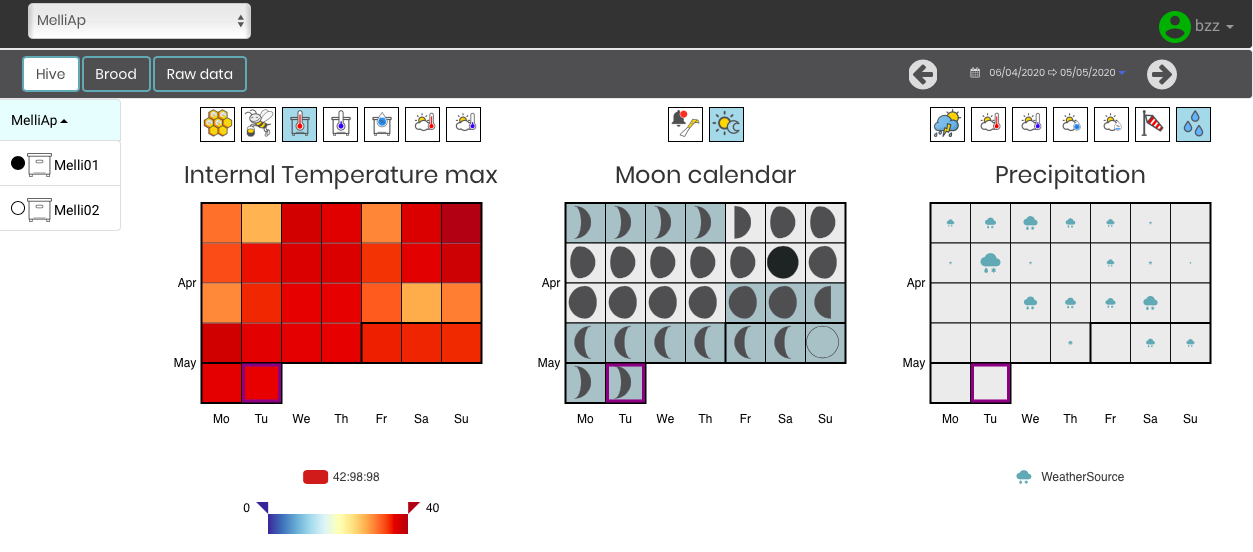 MelliAp
bzz
Hive Brood Raw data
06/04/2020 ⇨ 05/05/2020
MelliAp
Melli01
Melli02
Internal Temperature max
Apr
May
Mo Tu We Th Fr Sa Su
42:98:98
0 40
Moon calendar
Apr
May
Mo Tu We Th Fr Sa Su
Precipitation
Apr
May
Mo Tu We Th Fr Sa Su
WeatherSource